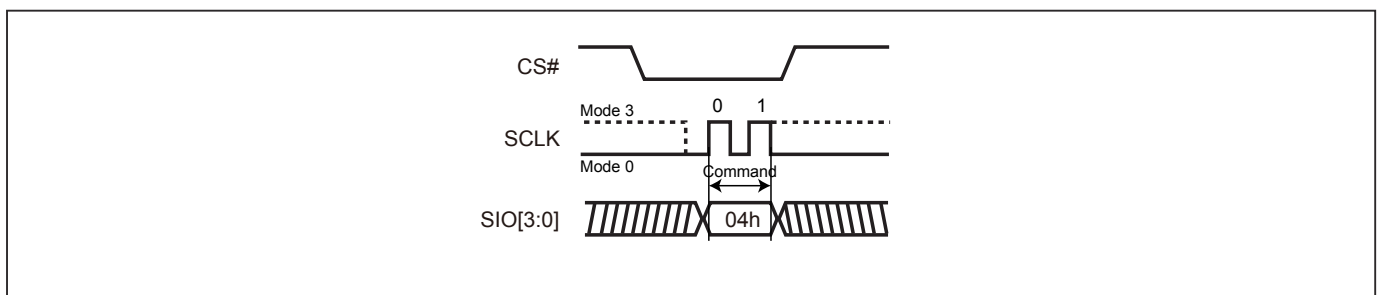 CS#
Mode 3
0 1
SCLK
Mode 0
Command
SIO[3:0]
04h